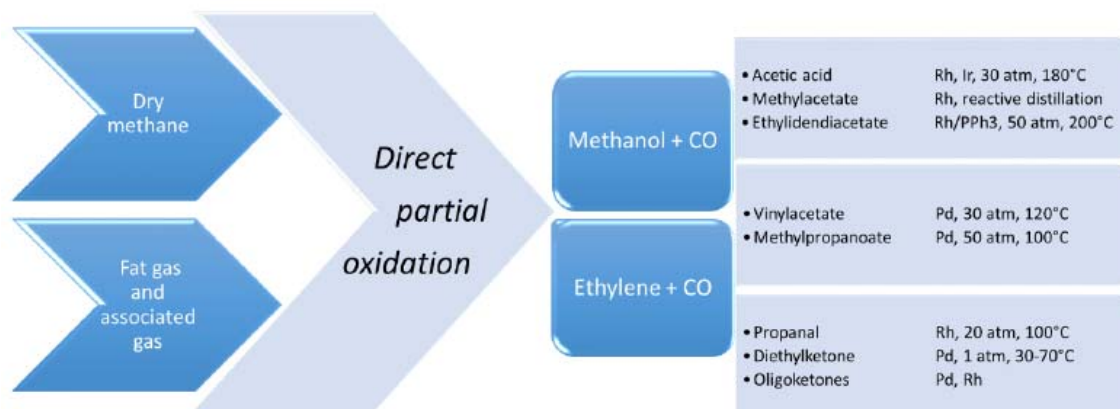 Dry
methane
Fat gas
and
associated
gas
Direct
partial
oxidation
Methanol + CO
Ethylene + CO
• Acetic acid Rh, Ir, 30 atm, 180°C
• Methylacetate Rh, reactive distillation
• Ethylidendiacetate Rh/PPh3, 50 atm, 200°C
• Vinylacetate Pd, 30 atm, 120°C
• Methylpropanoate Pd, 50 atm, 100°C
• Propanal Rh, 20 atm, 100°C
• Diethylketone Pd, 1 atm, 30-70°C
• Oligoketones Pd, Rh